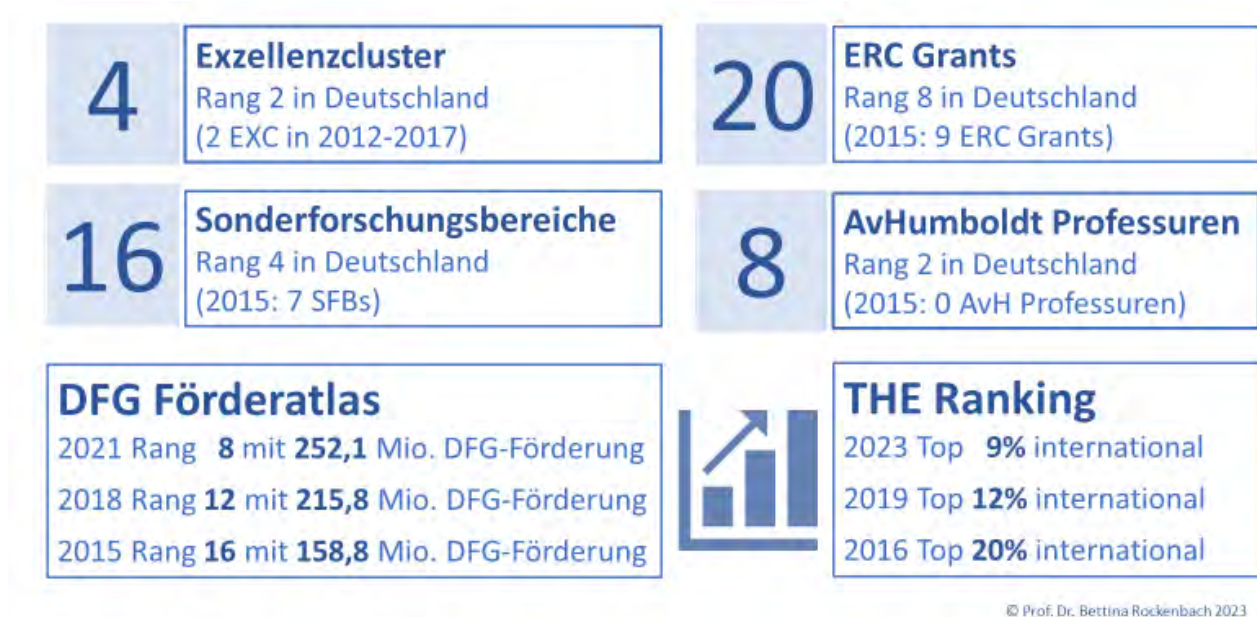 4
Exzellenzcluster
Rang 2 in Deutschland
(2 EXC in 2012-2017)
20
ERC Grants
Rang 8 in Deutschland
(2015: 9 ERC Grants)
16
Sonderforschungsbereiche
Rang 4 in Deutschland
(2015: 7 SFBs)
8
AvHumboldt Professuren
Rang 2 in Deutschland
(2015: 0 AvH Professuren)
DFG Förderatlas
2021 Rang 8 mit 252,1 Mio. DFG-Förderung
2018 Rang 12 mit 215,8 Mio. DFG-Förderung
2015 Rang 16 mit 158,8 Mio. DFG-Förderung
THE Ranking
2023 Top 9% international
2019 Top 12% international
2016 Top 20% international
© Prof. Dr. Bettina Rockenbach 2023